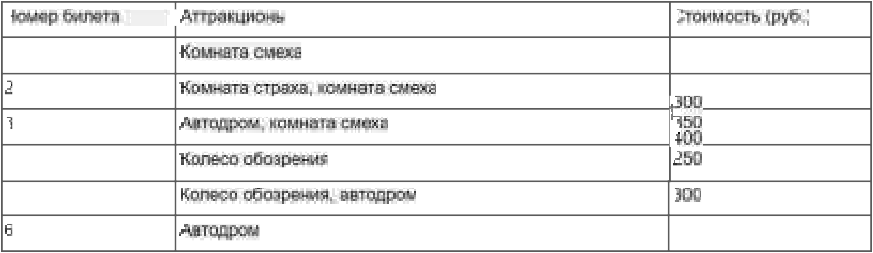 Номер билета Аттракционы Стоимость (руб.)
Комната смеха
2 Комната страха, комната смеха 300
3 Автодром, комната смеха 350
400
Колесо обозрения 250
Колесо обозрения, автодром 300
6 Автодром